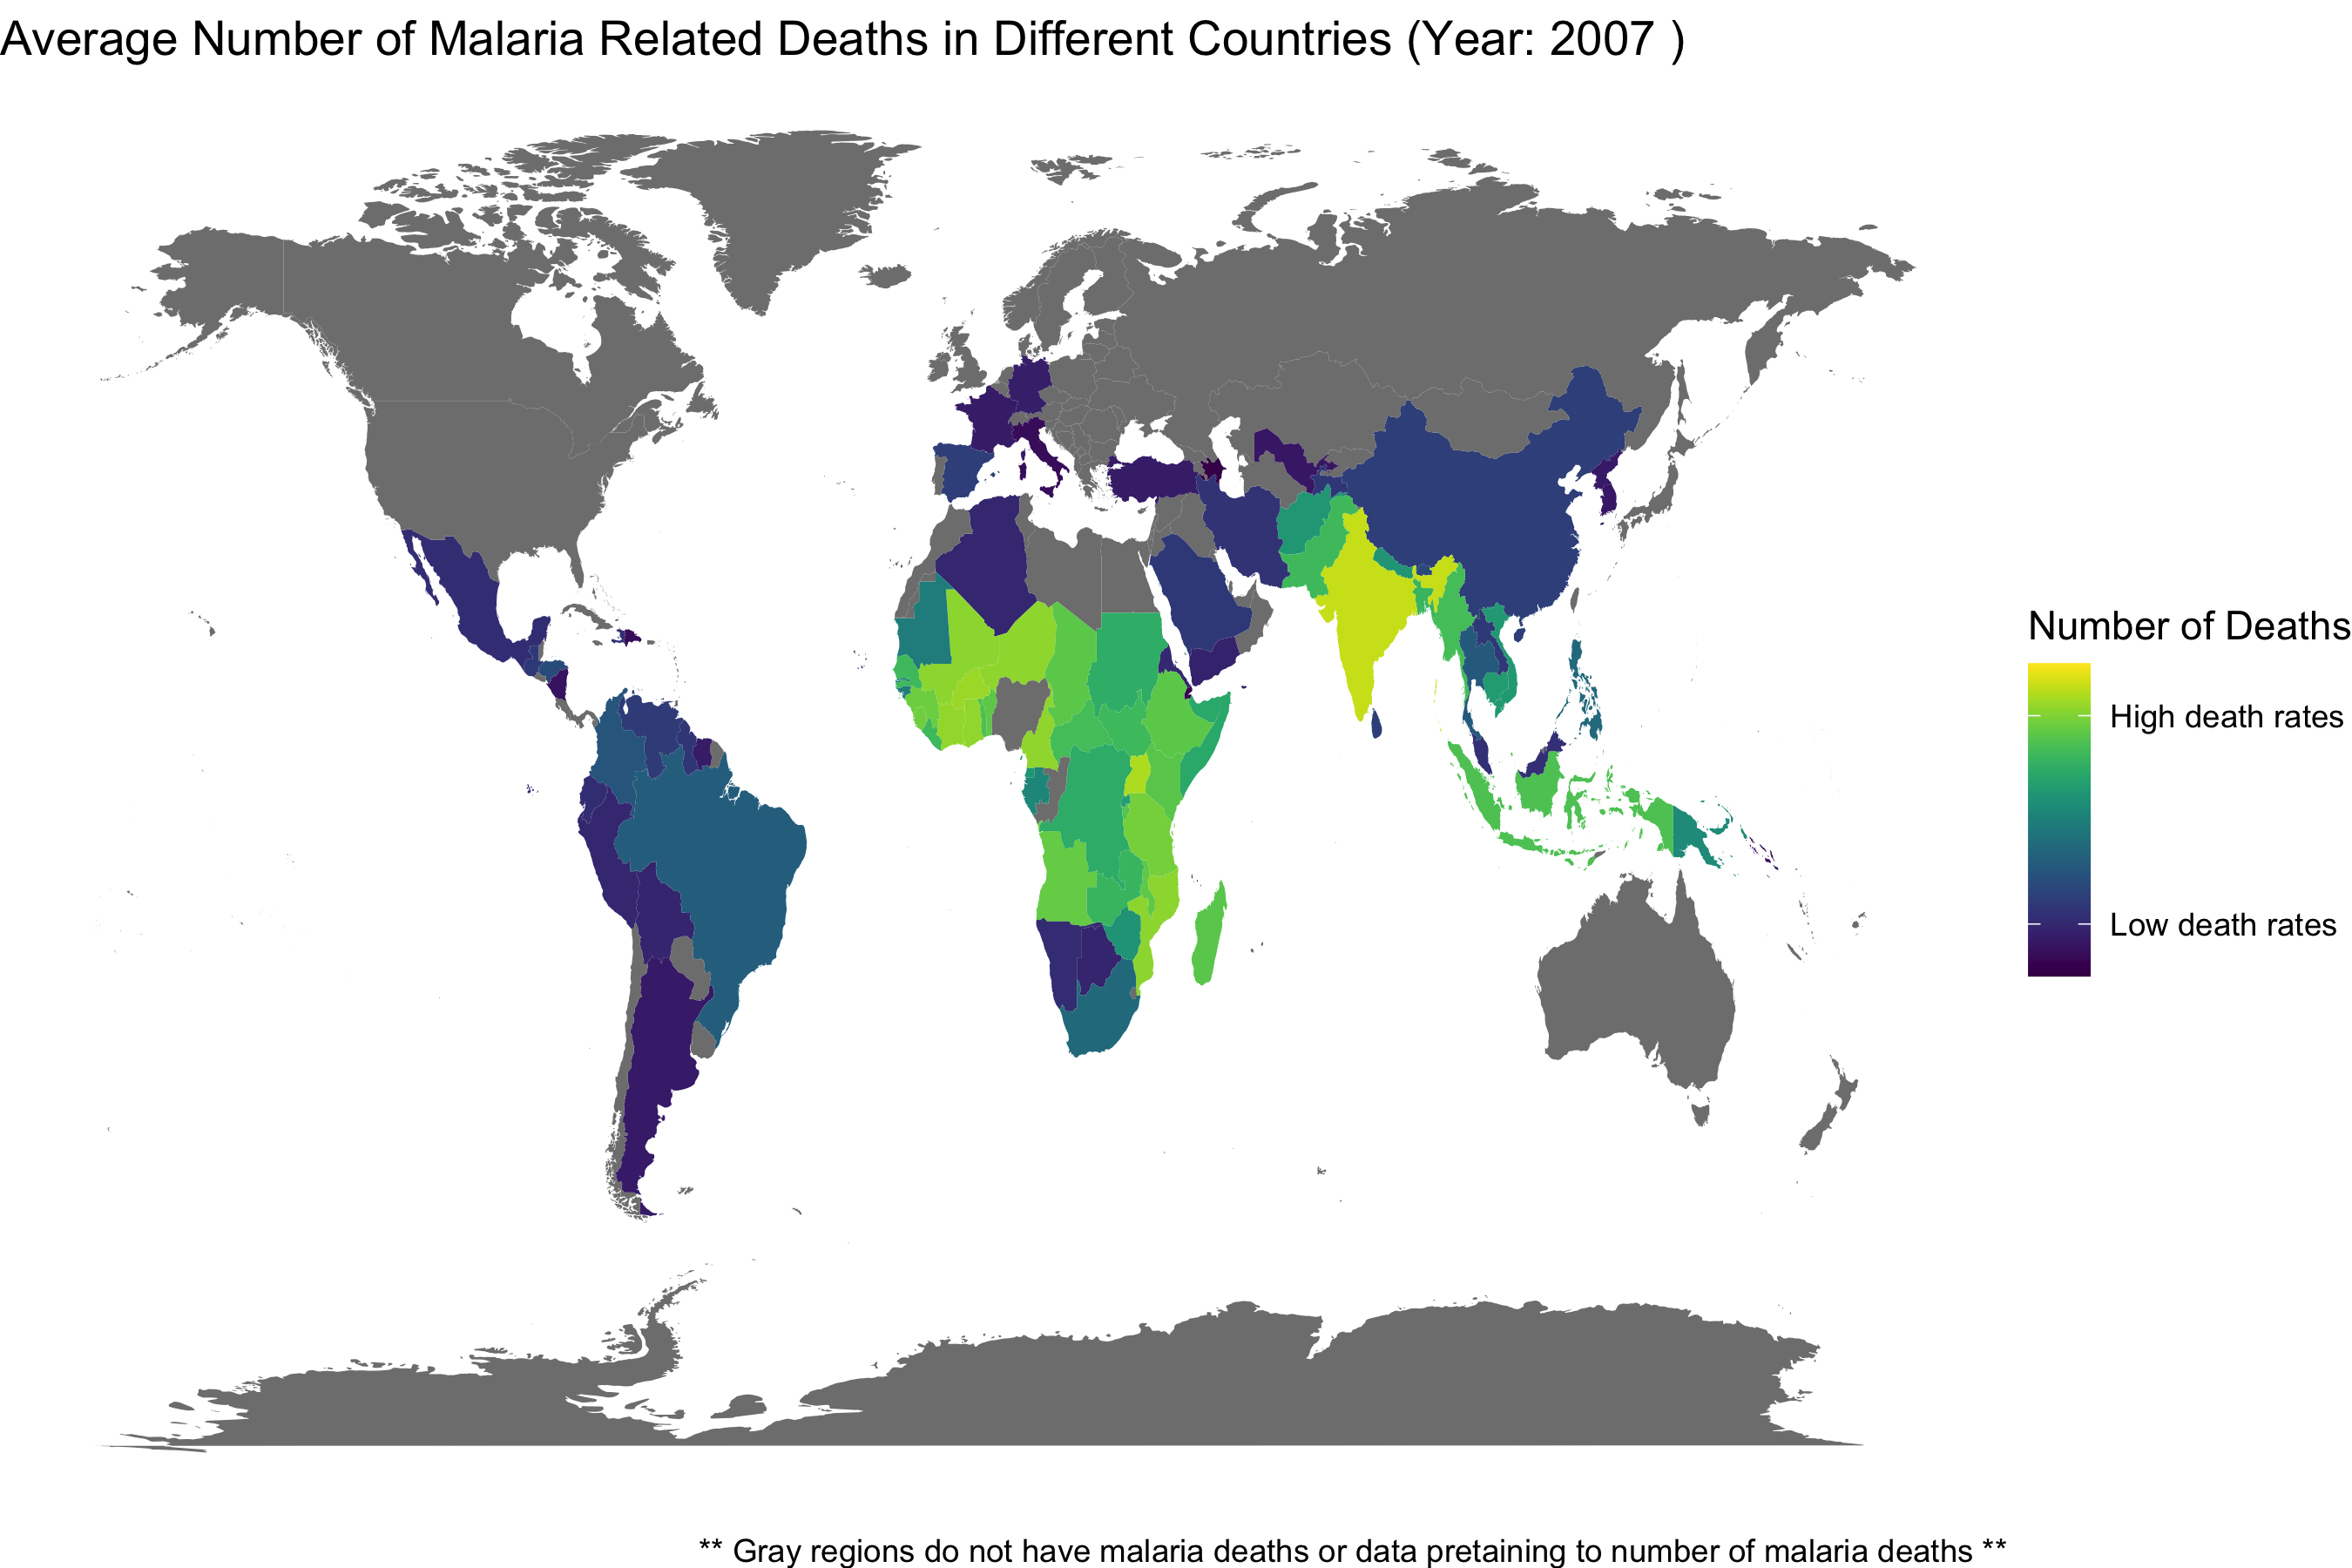 Average Number of Malaria Related Deaths in Different Countries (Year: 2007 )
Number of Deaths
High death rates
Low death rates
** Gray regions do not have malaria deaths or data pretaining to number of malaria deaths **